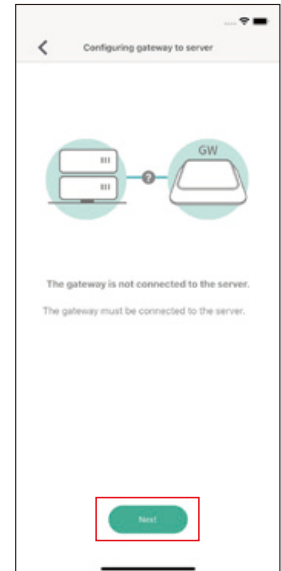 Configuring gateway to server
GW
?
The gateway is not connected to the server.
The gateway must be connected to the server.
Next